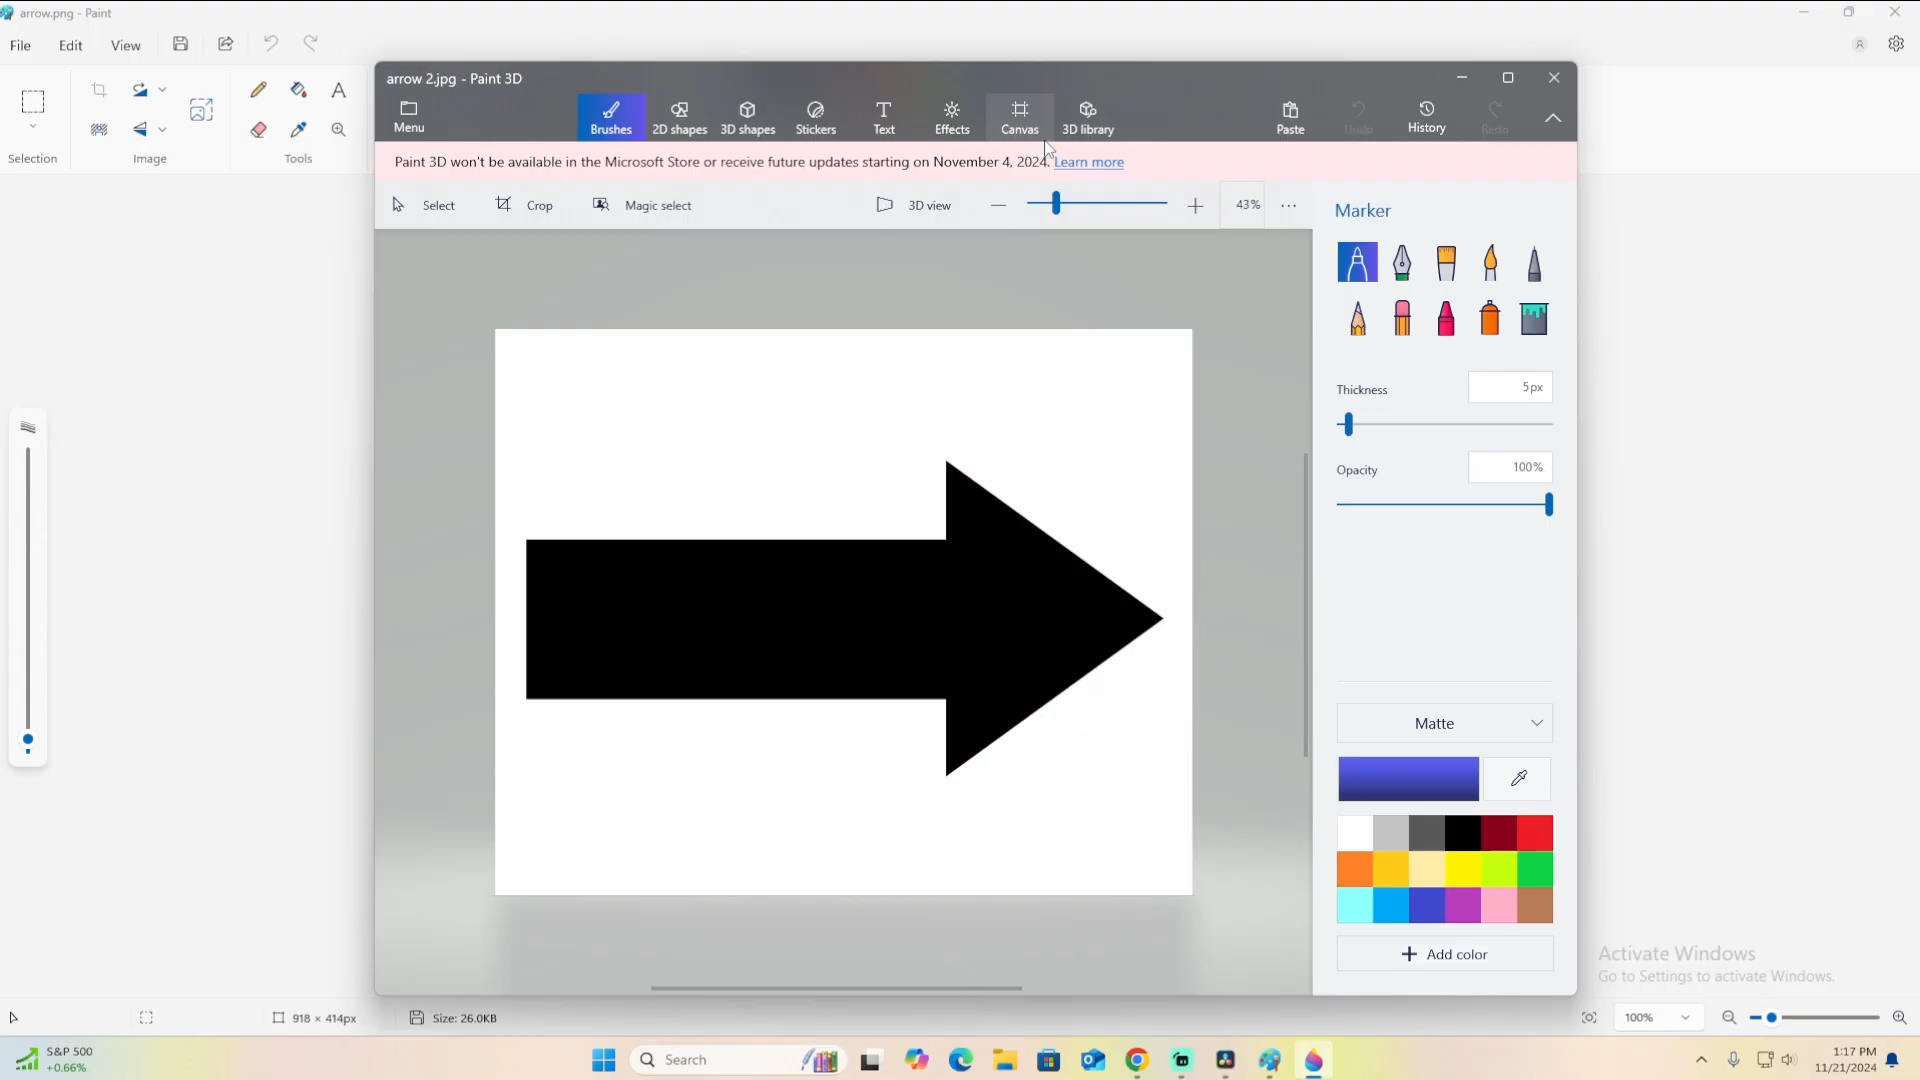 arrow.png - Paint
File Edit View
Selection
Image
Tools
arrow 2.jpg - Paint 3D
Menu
Brushes
2D shapes
3D shapes
Stickers
Text
Effects
Canvas
3D library
Paste
Undo
History
Redo
Paint 3D won't be available in the Microsoft Store or receive future updates starting on November 4, 2024. Learn more
Select
Crop
Magic select
3D view
43%
Marker
Thickness
5px
Opacity
100%
Matte
Add color
Activate Windows
Go to Settings to activate Windows.
918 × 414px
Size: 26.0KB
100%
S&P 500
+0.66%
Search
1:17 PM
11/21/2024